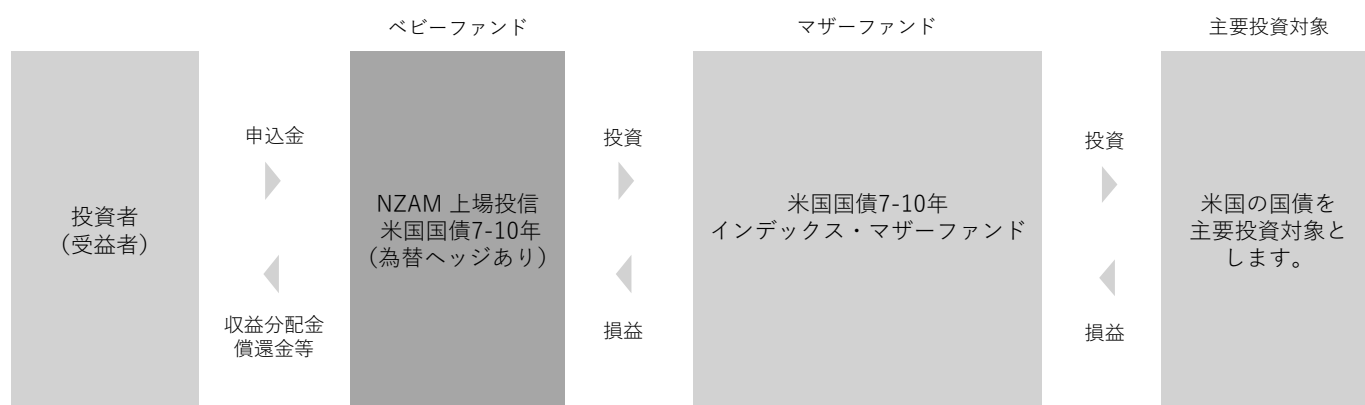 ベビーファンド
マザーファンド
主要投資対象
投資者
（受益者）
申込金
収益分配金
償還金等
NZAM 上場投信
米国国債7-10年
（為替ヘッジあり）
投資
損益
米国国債7-10年
インデックス・マザーファンド
投資
損益
米国の国債を
主要投資対象と
します。